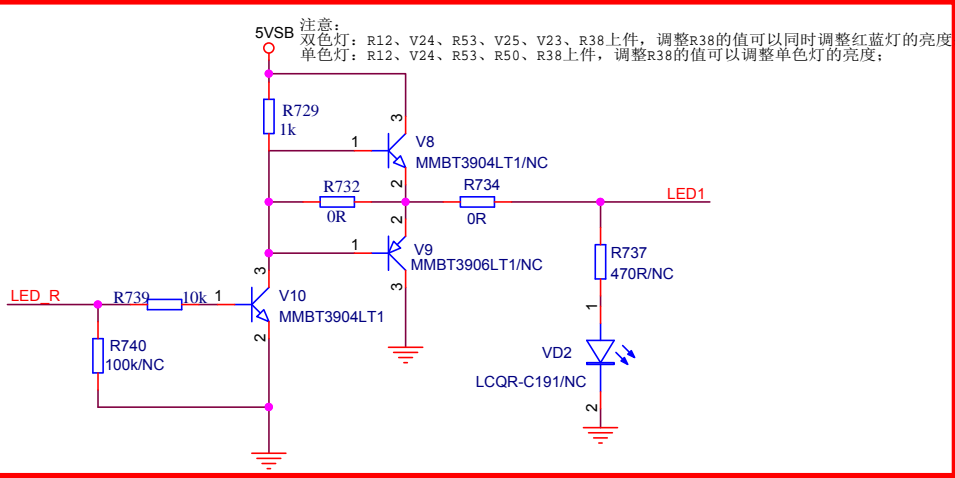 5VSB
注意：
双色灯：R12、V24、R53、V25、V23、R38上件，调整R38的值可以同时调整红蓝灯的亮度
单色灯：R12、V24、R53、R50、R38上件，调整R38的值可以调整单色灯的亮度；
R729
1k
3
1
V8
MMBT3904LT1/NC
2
R732
0R
R734
0R
LED1
2
1
V9
MMBT3906LT1/NC
3
R737
470R/NC
3
LED_R
R739
10k
1
V10
MMBT3904LT1
2
1
R740
100k/NC
VD2
LCQR-C191/NC
2